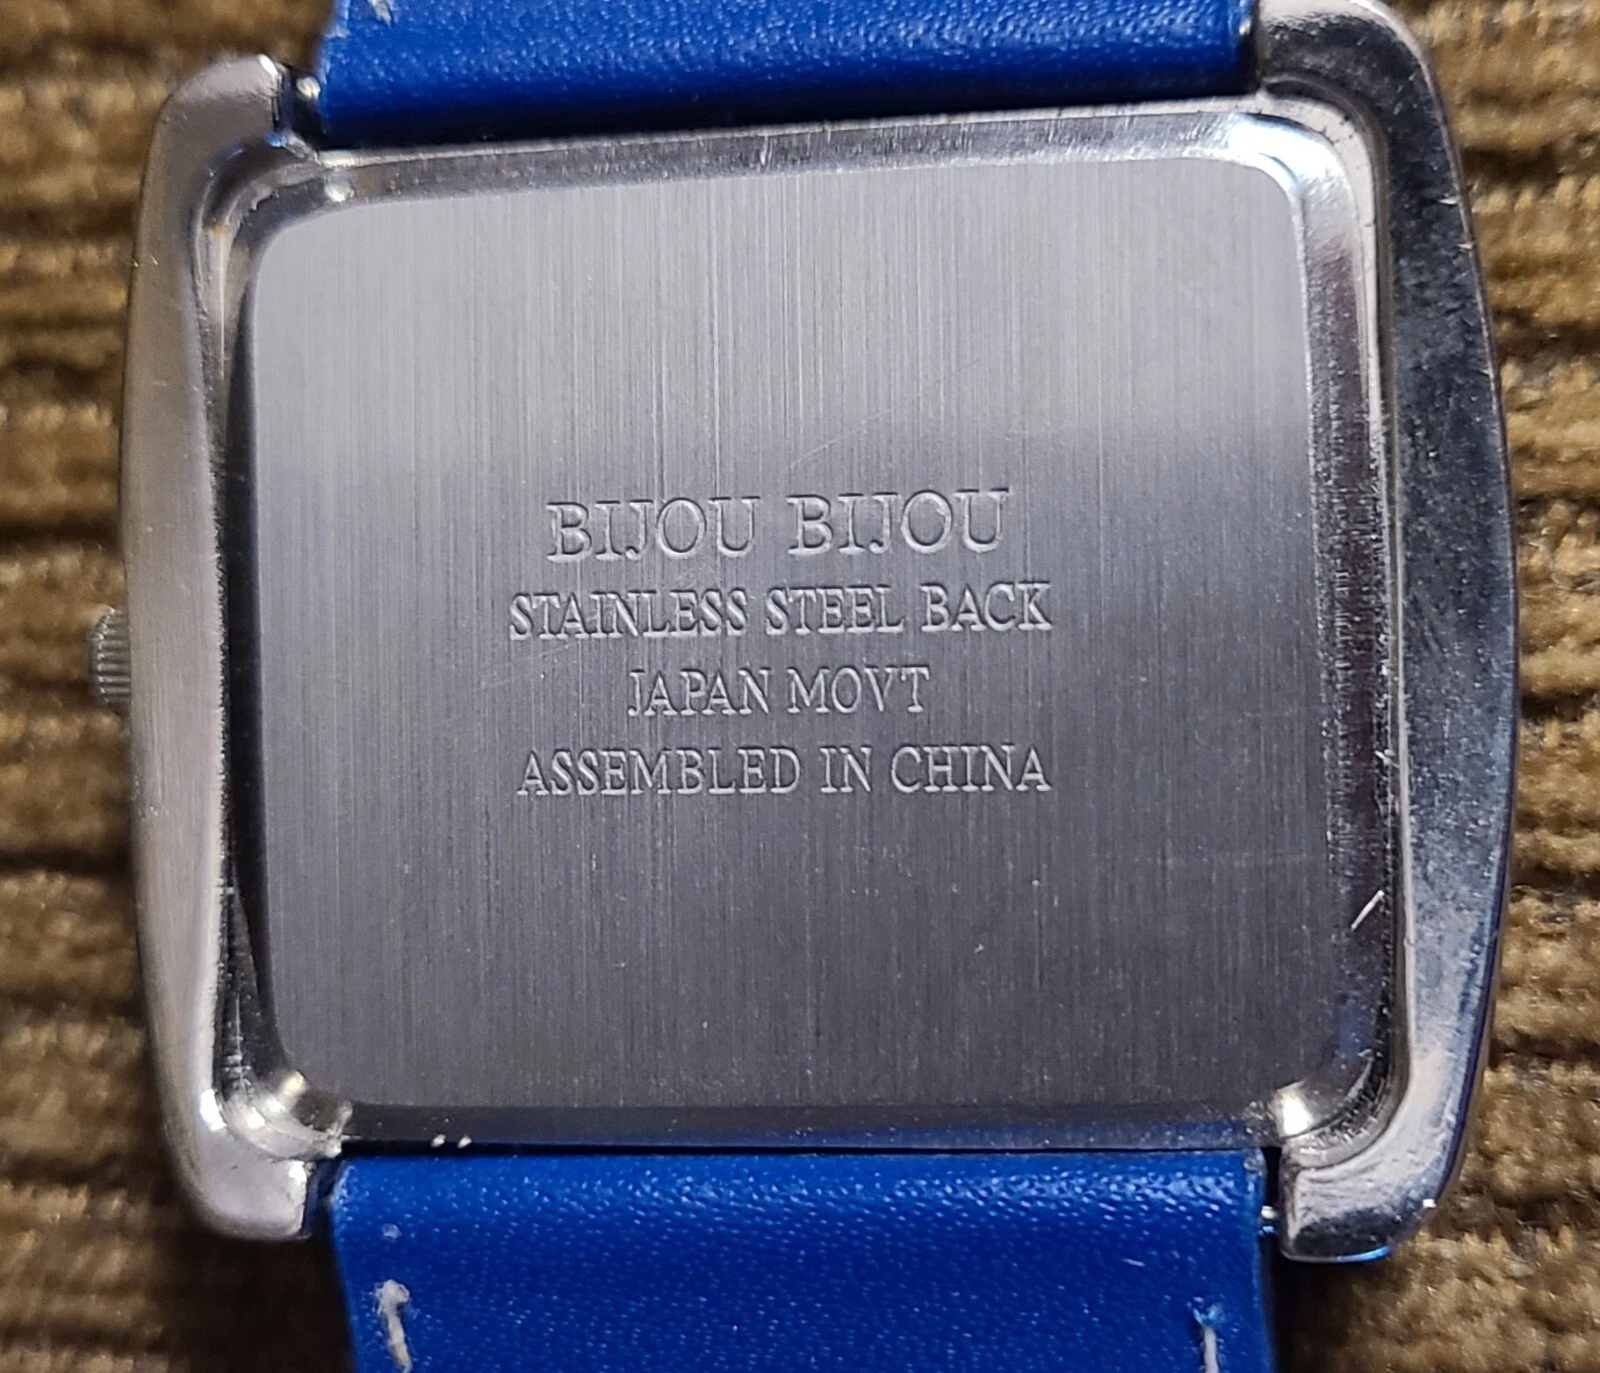 BIJOU BIJOU
STAINLESS STEEL BACK
JAPAN MOVT
ASSEMBLED IN CHINA